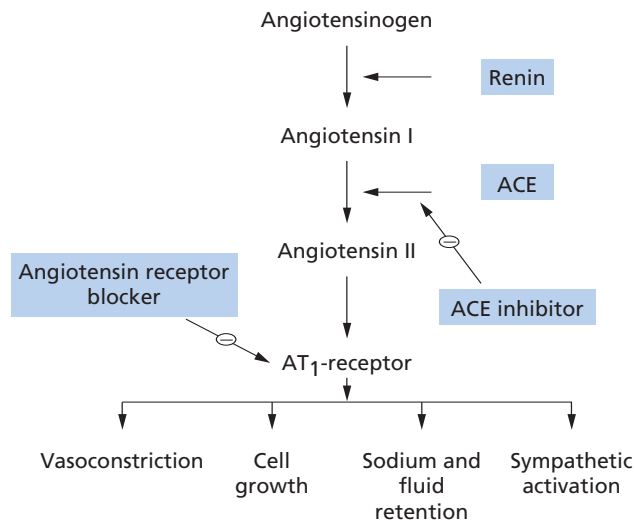 Angiotensinogen
Renin
Angiotensin I
ACE
Angiotensin II
Angiotensin receptor
blocker
ACE inhibitor
AT1-receptor
Vasoconstriction
Cell
growth
Sodium and
fluid
retention
Sympathetic
activation